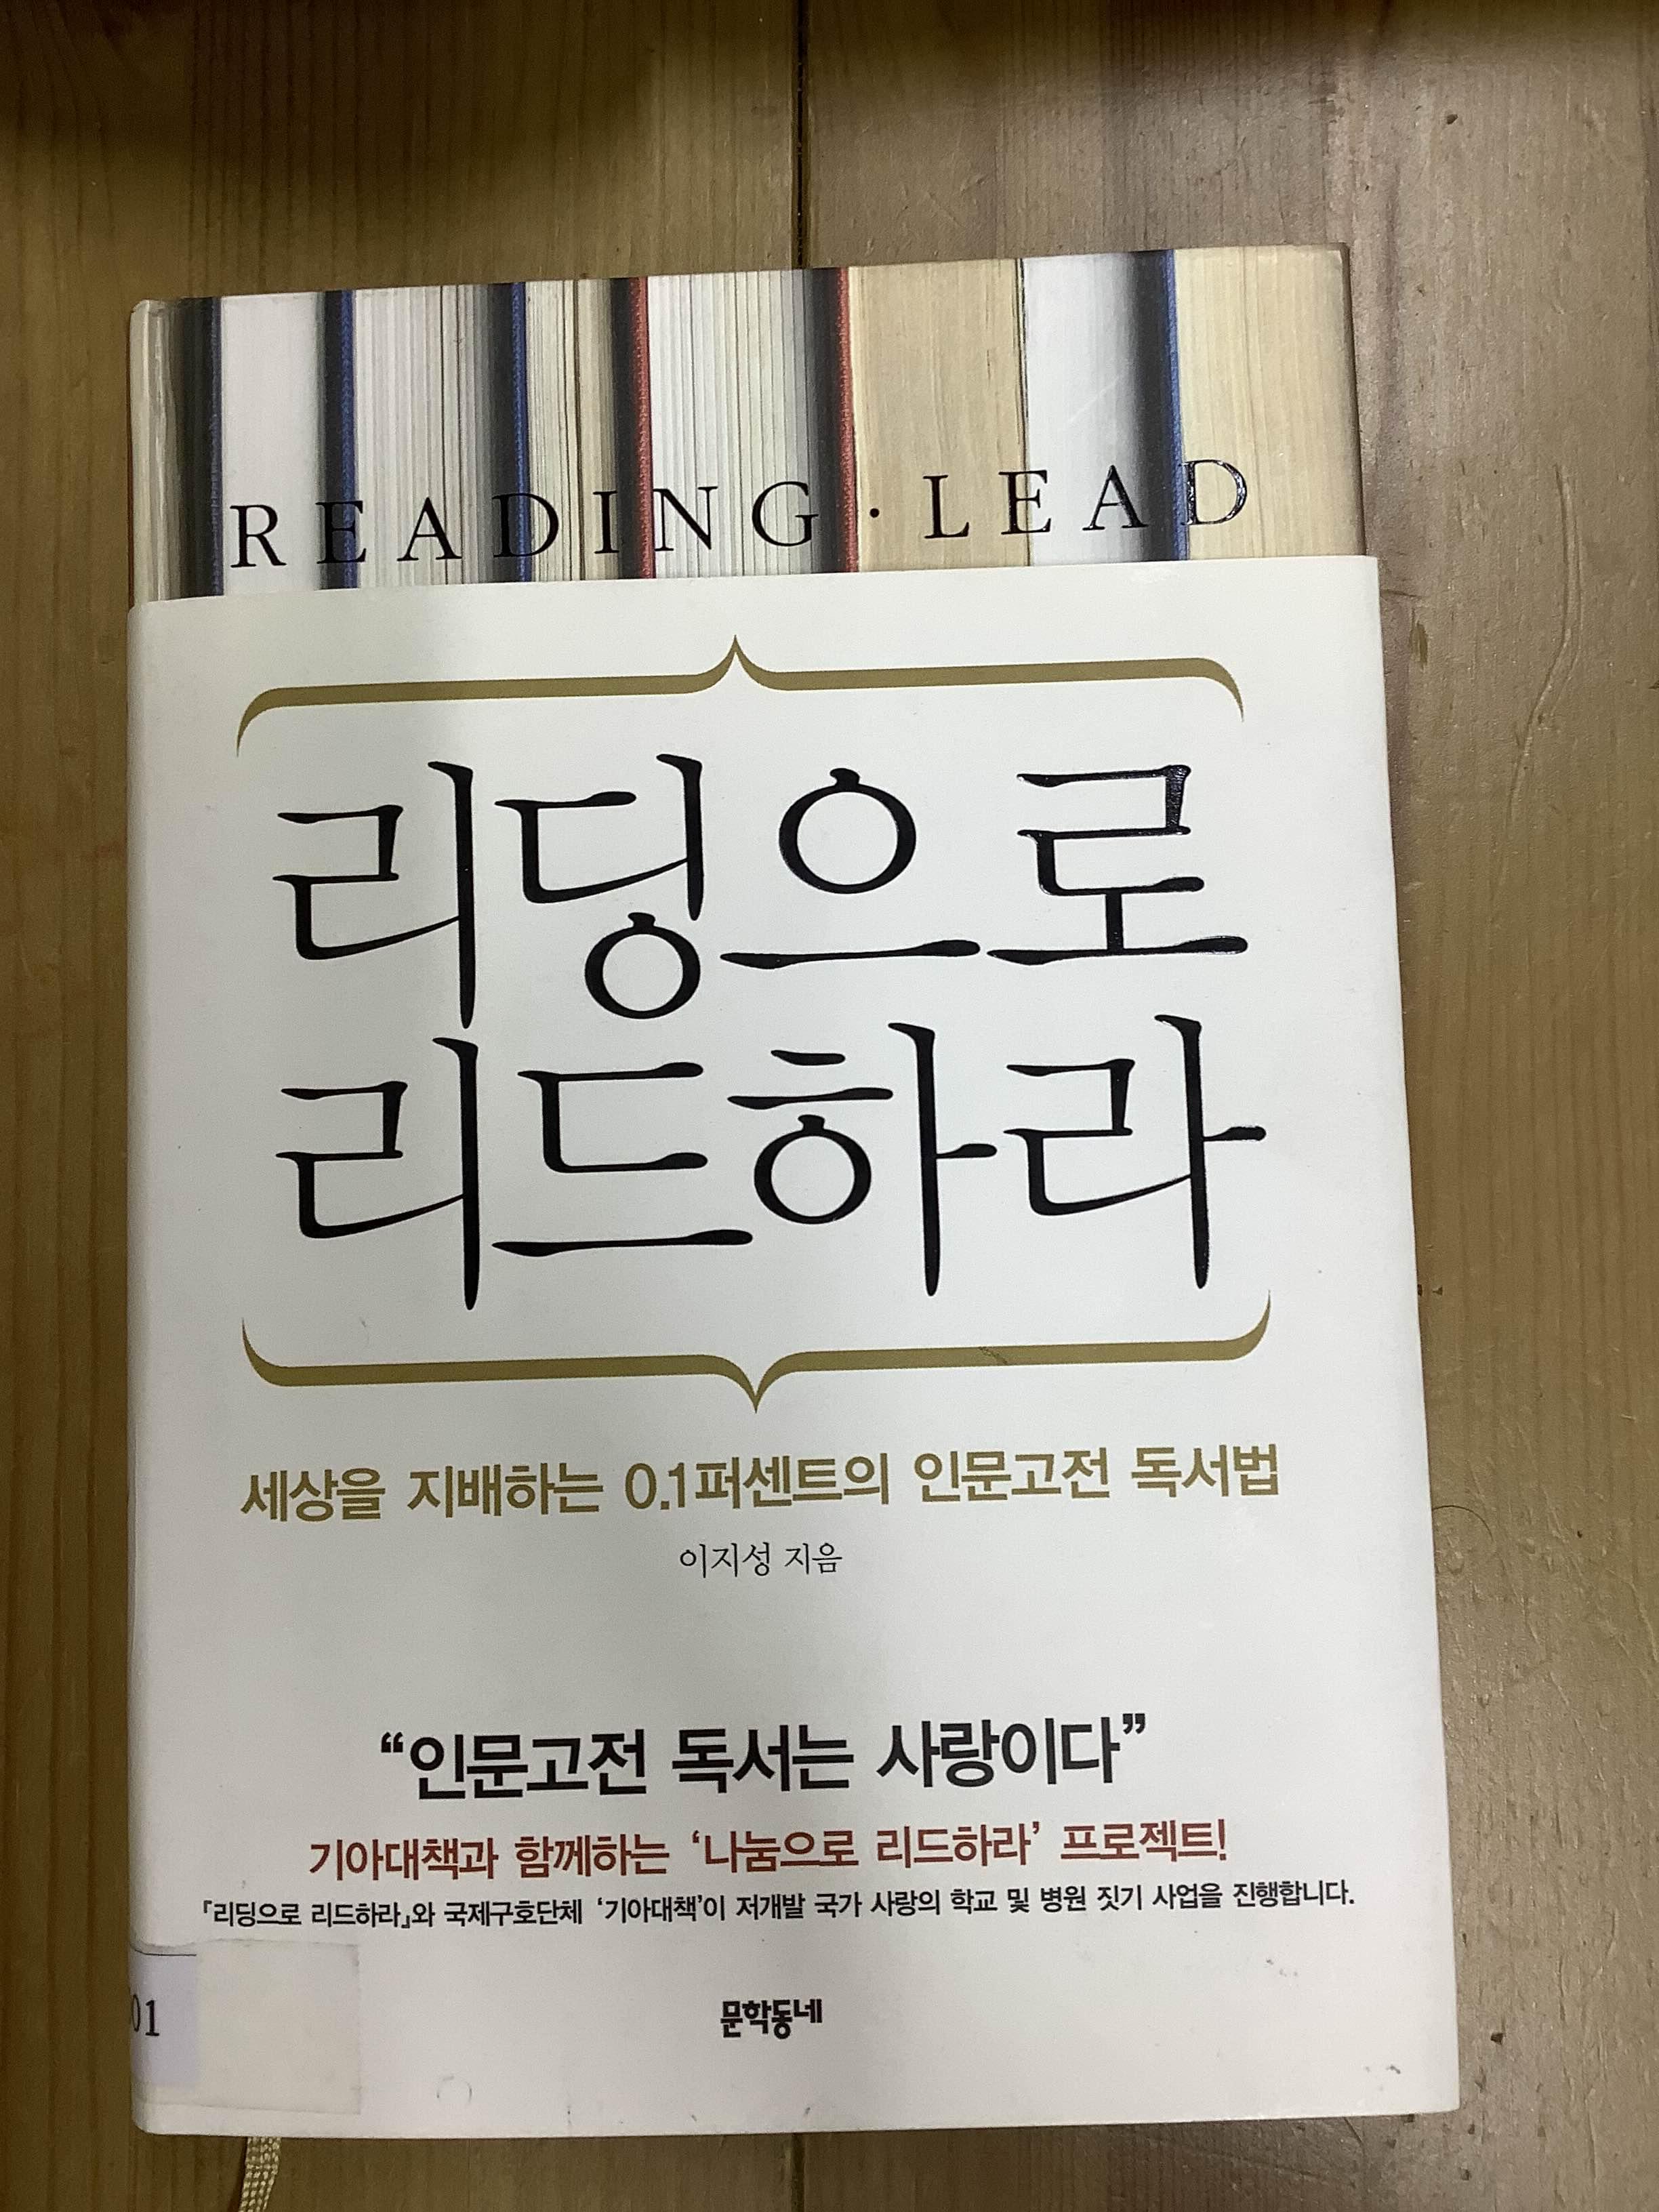 READING · LEAD
리딩으로
리드하라
세상을 지배하는 0.1퍼센트의 인문고전 독서법
이지성 지음
“인문고전 독서는 사랑이다”
기아대책과 함께하는 ‘나눔으로 리드하라’ 프로젝트!
『리딩으로 리드하라』와 국제구호단체 ‘기아대책’이 저개발 국가 사랑의 학교 및 병원 짓기 사업을 진행합니다.
01
문학동네